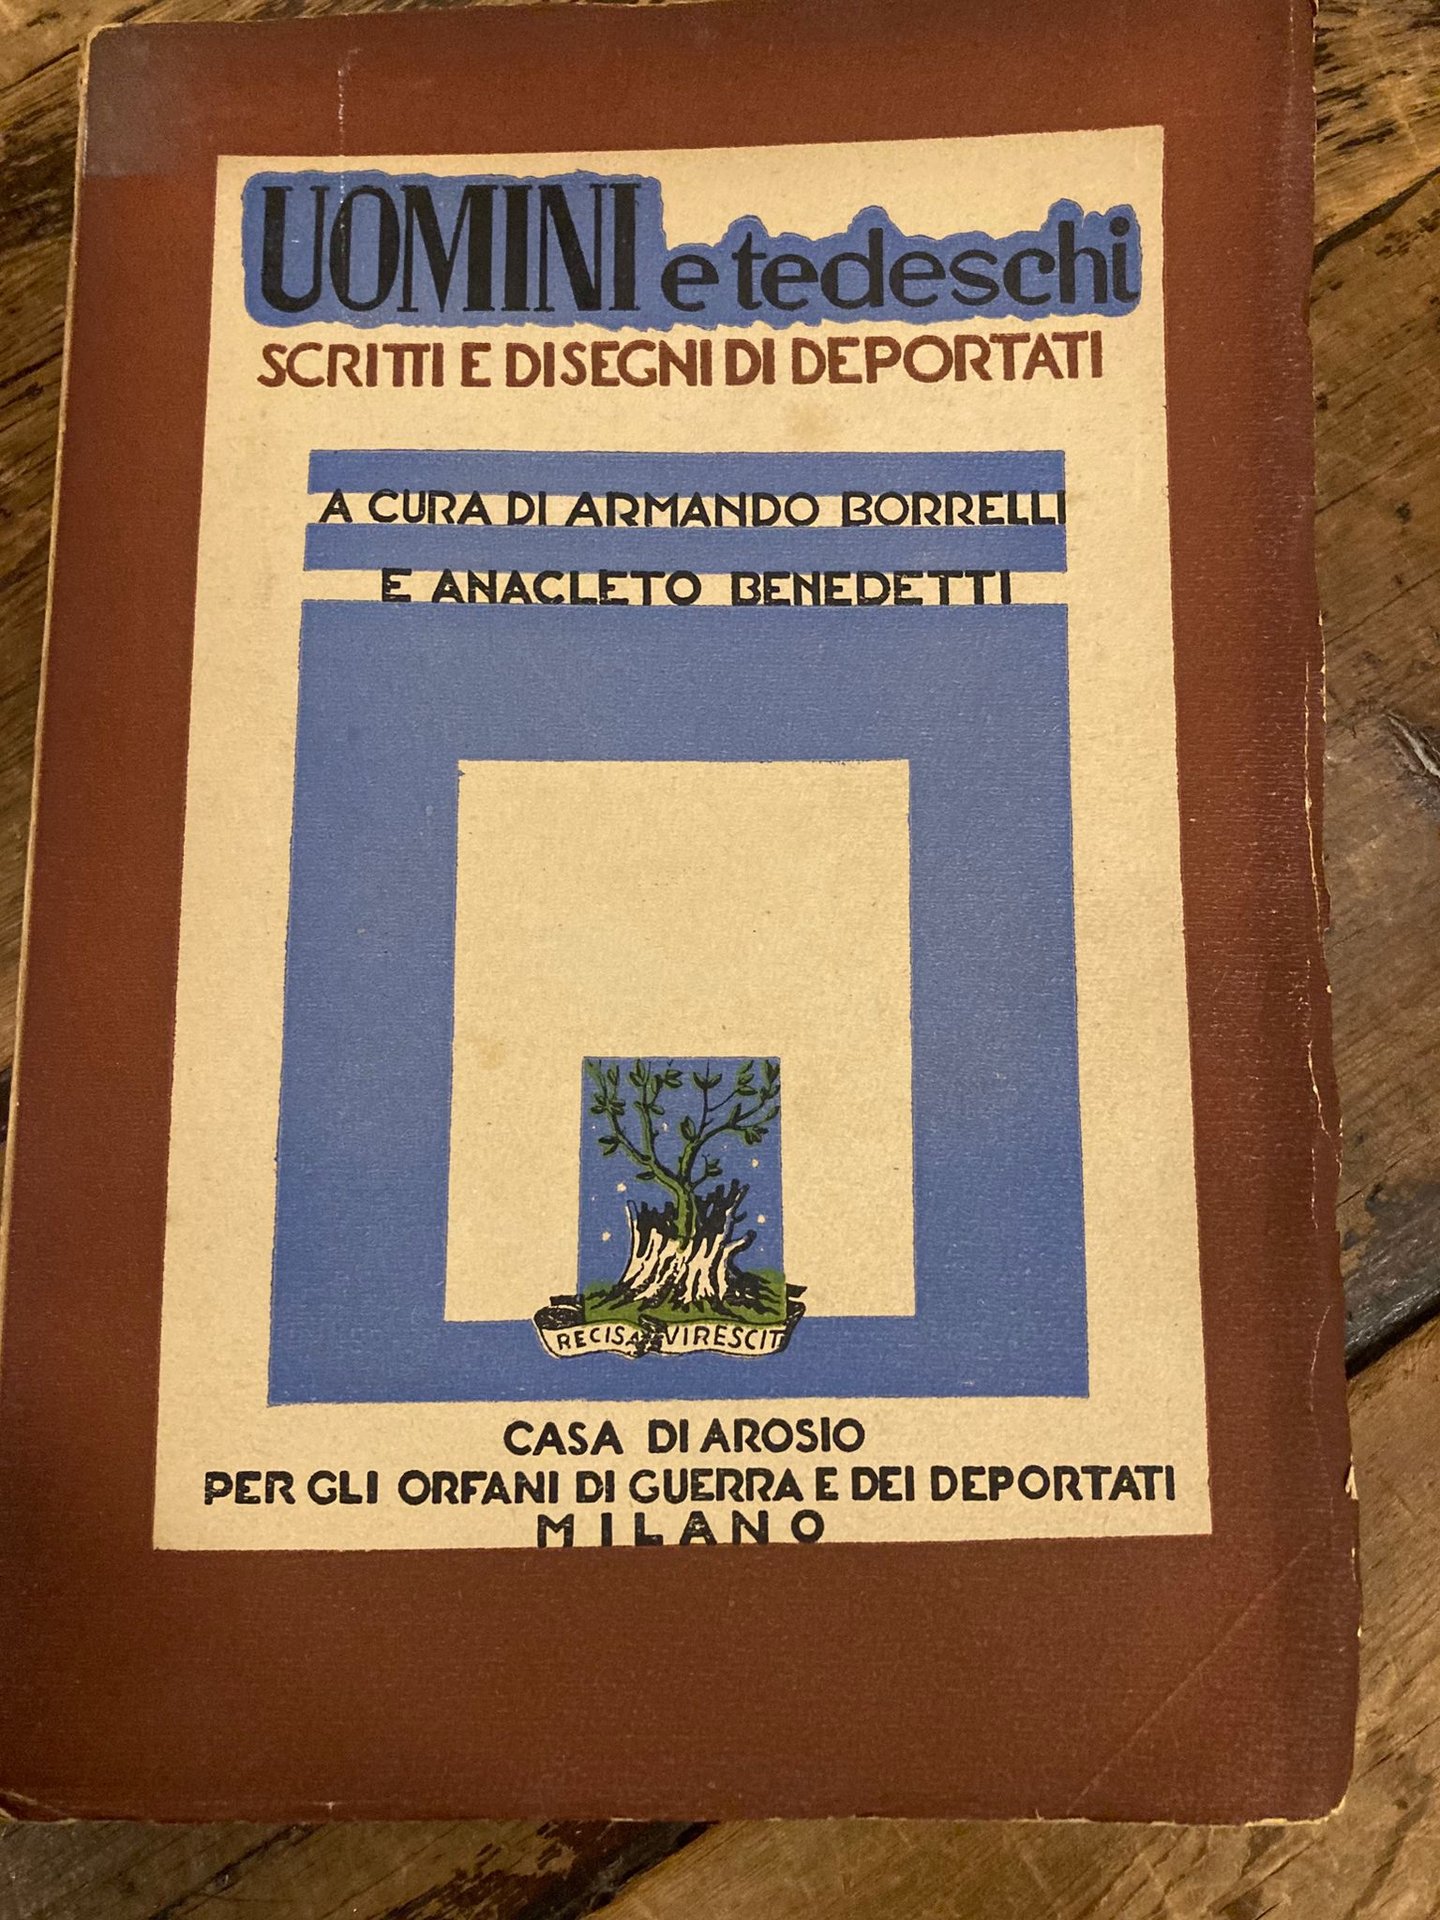 UOMINI e tedeschi
SCRITTI E DISEGNI DI DEPORTATI
A CURA DI ARMANDO BORRELLI
E ANACLETO BENEDETTI
RECISA VIRESCIT
CASA DI AROSIO
PER GLI ORFANI DI GUERRA E DEI DEPORTATI
MILANO